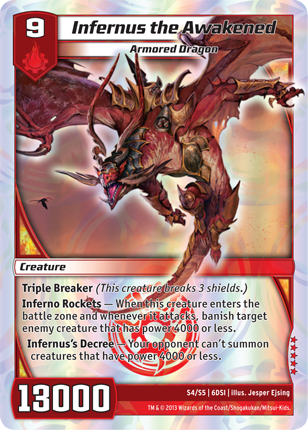 9
Infernus the Awakened
Armored Dragon
Creature
Triple Breaker (This creature breaks 3 shields.)
Inferno Rockets — When this creature enters the
battle zone and whenever it attacks, banish target
enemy creature that has power 4000 or less.
Infernus's Decree — Your opponent can't summon
creatures that have power 4000 or less.
13000
S4/S5 | 6DSI | illus. Jesper Ejsing
TM & © 2013 Wizards of the Coast/Shogakukan/Mitsui-Kids.